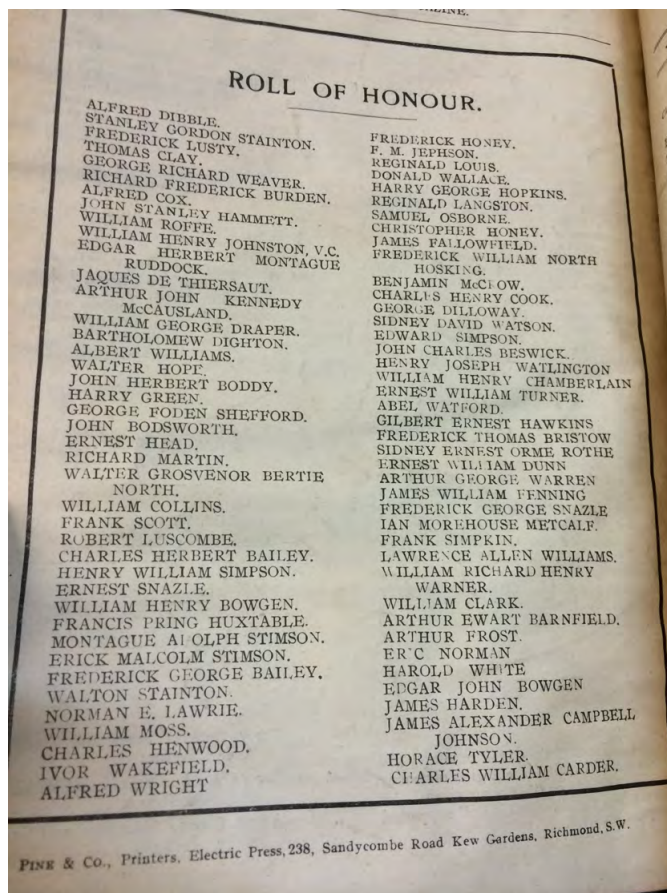 ROLL OF HONOUR.
ALFRED DIBBLE.
STANLEY GORDON STAINTON.
FREDERICK LUSTY.
THOMAS CLAY.
GEORGE RICHARD WEAVER.
RICHARD FREDERICK BURDEN.
ALFRED COX.
JOHN STANLEY HAMMETT.
WILLIAM ROFFE.
WILLIAM HENRY JOHNSTON, V.C.
EDGAR HERBERT MONTAGUE
RUDDOCK.
JAQUES DE THIERSAUT.
ARTHUR JOHN KENNEDY
McCAUSLAND.
WILLIAM GEORGE DRAPER.
BARTHOLOMEW DIGHTON.
ALBERT WILLIAMS.
WALTER HOPE.
JOHN HERBERT BODDY.
HARRY GREEN.
GEORGE FODEN SHEFFORD.
JOHN BODSWORTH.
ERNEST HEAD.
RICHARD MARTIN.
WALTER GROSVENOR BERTIE
NORTH.
WILLIAM COLLINS.
FRANK SCOTT.
ROBERT LUSCOMBE.
CHARLES HERBERT BAILEY.
HENRY WILLIAM SIMPSON.
ERNEST SNAZLE.
WILLIAM HENRY BOWGEN.
FRANCIS PRING HUXTABLE.
MONTAGUE ADOLPH STIMSON.
ERICK MALCOLM STIMSON.
FREDERICK GEORGE BAILEY.
WALTON STAINTON.
NORMAN E. LAWRIE.
WILLIAM MOSS.
CHARLES HENWOOD.
IVOR WAKEFIELD.
ALFRED WRIGHT
FREDERICK HONEY.
F. M. JEPHSON.
REGINALD LOUIS.
DONALD WALLACE.
HARRY GEORGE HOPKINS.
REGINALD LANGSTON.
SAMUEL OSBORNE.
CHRISTOPHER HONEY.
JAMES FALLOWFIELD.
FREDERICK WILLIAM NORTH
HOSKING.
BENJAMIN
CHARLES HENRY COOK.
GEORGE DILLOWAY.
SIDNEY DAVID WATSON.
EDWARD SIMPSON.
JOHN CHARLES BESWICK.
HENRY JOSEPH WATLINGTON
WILLIAM HENRY CHAMBERLAIN
ERNEST WILLIAM TURNER.
ABEL WATFORD.
GILBERT ERNEST HAWKINS
FREDERICK THOMAS BRISTOW
SIDNEY ERNEST ORME ROTHE
ERNEST WILLIAM DUNN
ARTHUR GEORGE WARREN
JAMES WILLIAM FENNING
FREDERICK GEORGE SNAZLE
IAN MOREHOUSE METCALF.
FRANK SIMPKIN.
LAWRENCE ALLEN WILLIAMS.
WILLIAM RICHARD HENRY
WARNER.
WILLIAM CLARK.
ARTHUR EWART BARNFIELD.
ARTHUR FROST.
ERIC NORMAN
HAROLD WHITE
EDGAR JOHN BOWGEN
JAMES HARDEN.
JAMES ALEXANDER CAMPBELL
JOHNSON.
HORACE TYLER.
CHARLES WILLIAM CARDER.
PINK & Co., Printers, Electric Press, 238, Sandycombe Road Kew Gardens, Richmond, S.W.